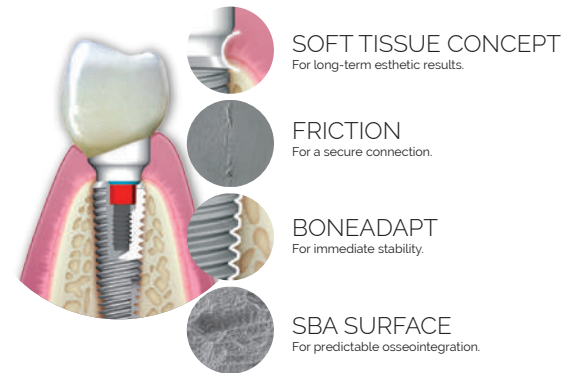 SOFT TISSUE CONCEPT
For long-term esthetic results.
FRICTION
For a secure connection.
BONEADAPT
For immediate stability.
SBA SURFACE
For predictable osseointegration.